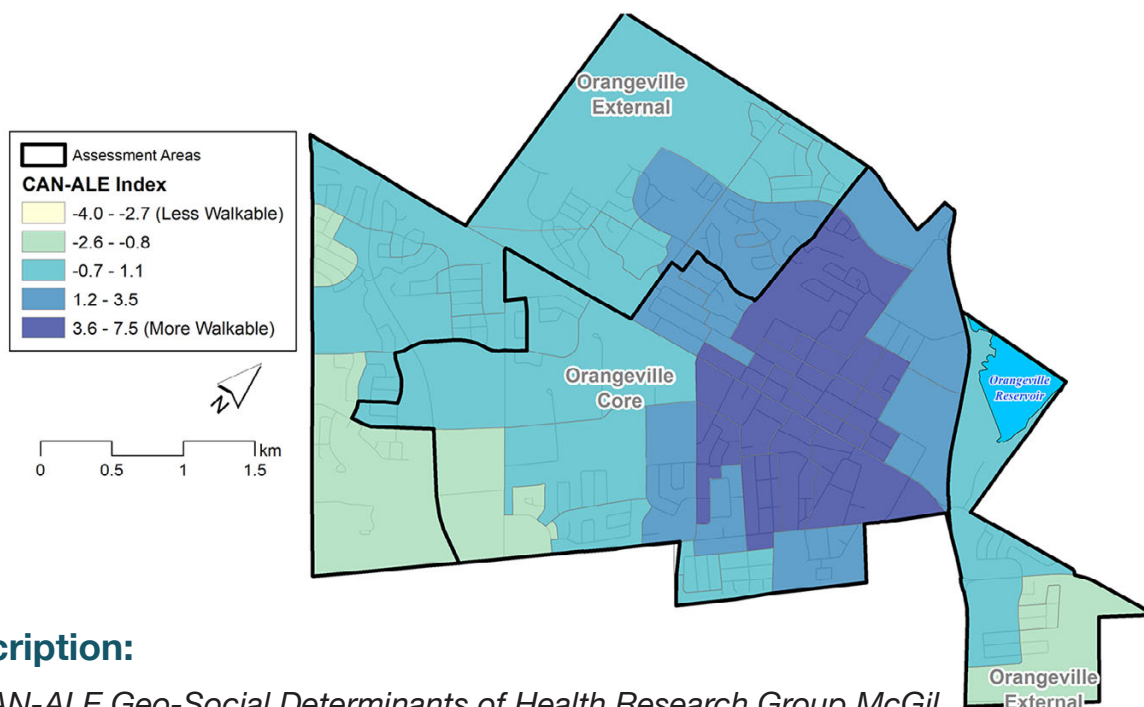 Orangeville
External
Assessment Areas
CAN-ALE Index
-4.0 - -2.7 (Less Walkable)
-2.6 - -0.8
-0.7 - 1.1
1.2 - 3.5
3.6 - 7.5 (More Walkable)
N
km
0 0.5 1 1.5
Orangeville
Core
Orangeville
Reservoir
Orangeville
External
cription:
AN-ALE Geo-Social Determinants of Health Research Group McGil